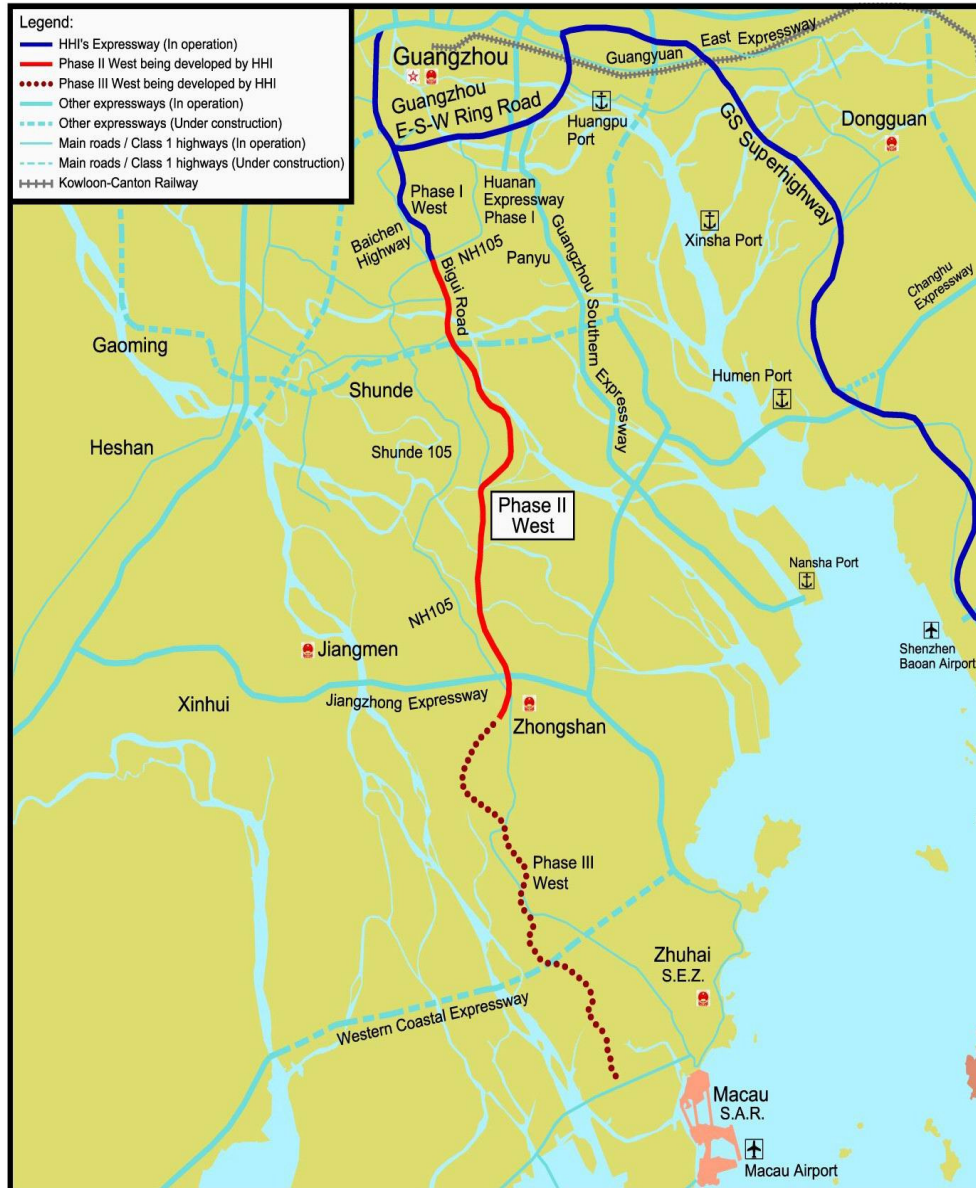 Legend:
HHI's Expressway (In operation)
Phase II West being developed by HHI
Phase III West being developed by HHI
Other expressways (In operation)
Other expressways (Under construction)
Main roads / Class 1 highways (In operation)
Main roads / Class 1 highways (Under construction)
Kowloon-Canton Railway
Guangzhou
Guangzhou
E-S-W Ring Road
Guangyuan East Expressway
Huangpu
Port
Dongguan
GS Superhighway
Phase I
West
Huanan
Expressway
Phase I
Baichen
Highway
NH105
Panyu
Xinsha Port
Bigui Road
Guangzhou Southern Expressway
Changhu
Expressway
Gaoming
Shunde
Humen Port
Heshan
Shunde 105
Phase II
West
Nansha Port
NH105
Jiangmen
Shenzhen
Baoan Airport
Xinhui
Jiangzhong Expressway
Zhongshan
Phase III
West
Zhuhai
S.E.Z.
Western Coastal Expressway
Macau
S.A.R.
Macau Airport